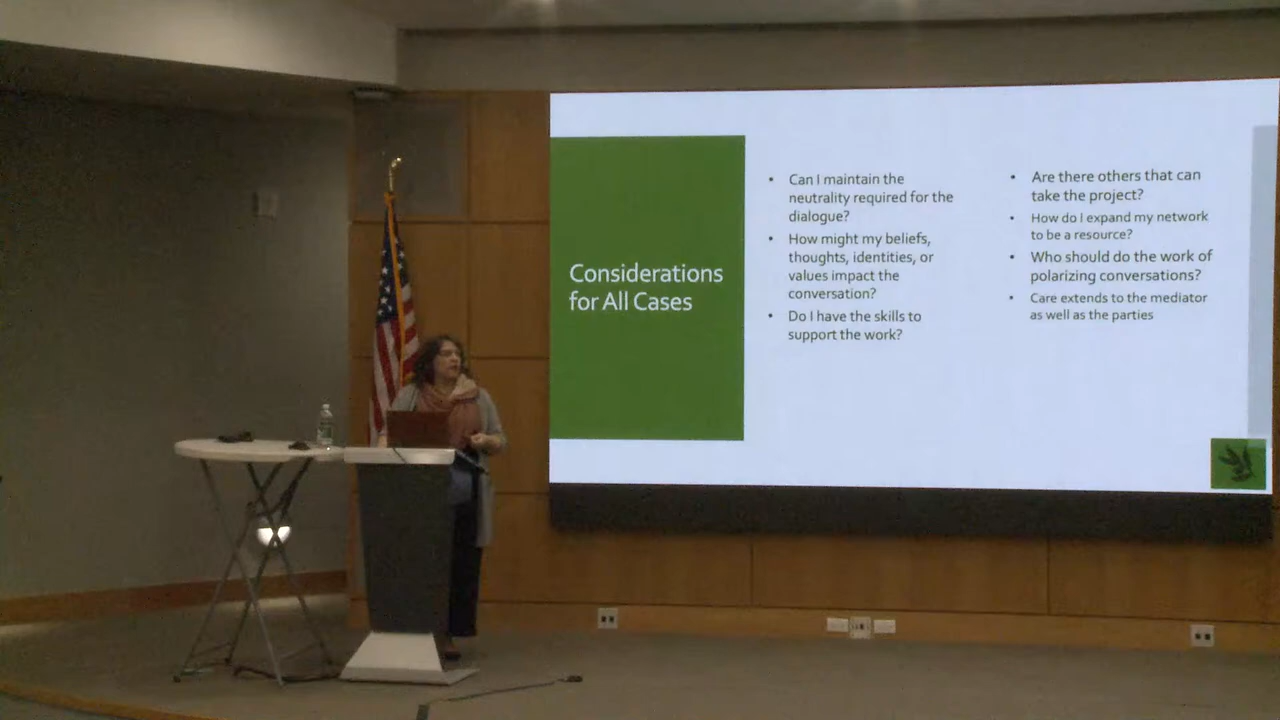 Considerations
for All Cases
• Can I maintain the
neutrality required for the
dialogue?
• How might my beliefs,
thoughts, identities, or
values impact the
conversation?
• Do I have the skills to
support the work?
• Are there others that can
take the project?
• How do I expand my network
to be a resource?
• Who should do the work of
polarizing conversations?
• Care extends to the mediator
as well as the parties